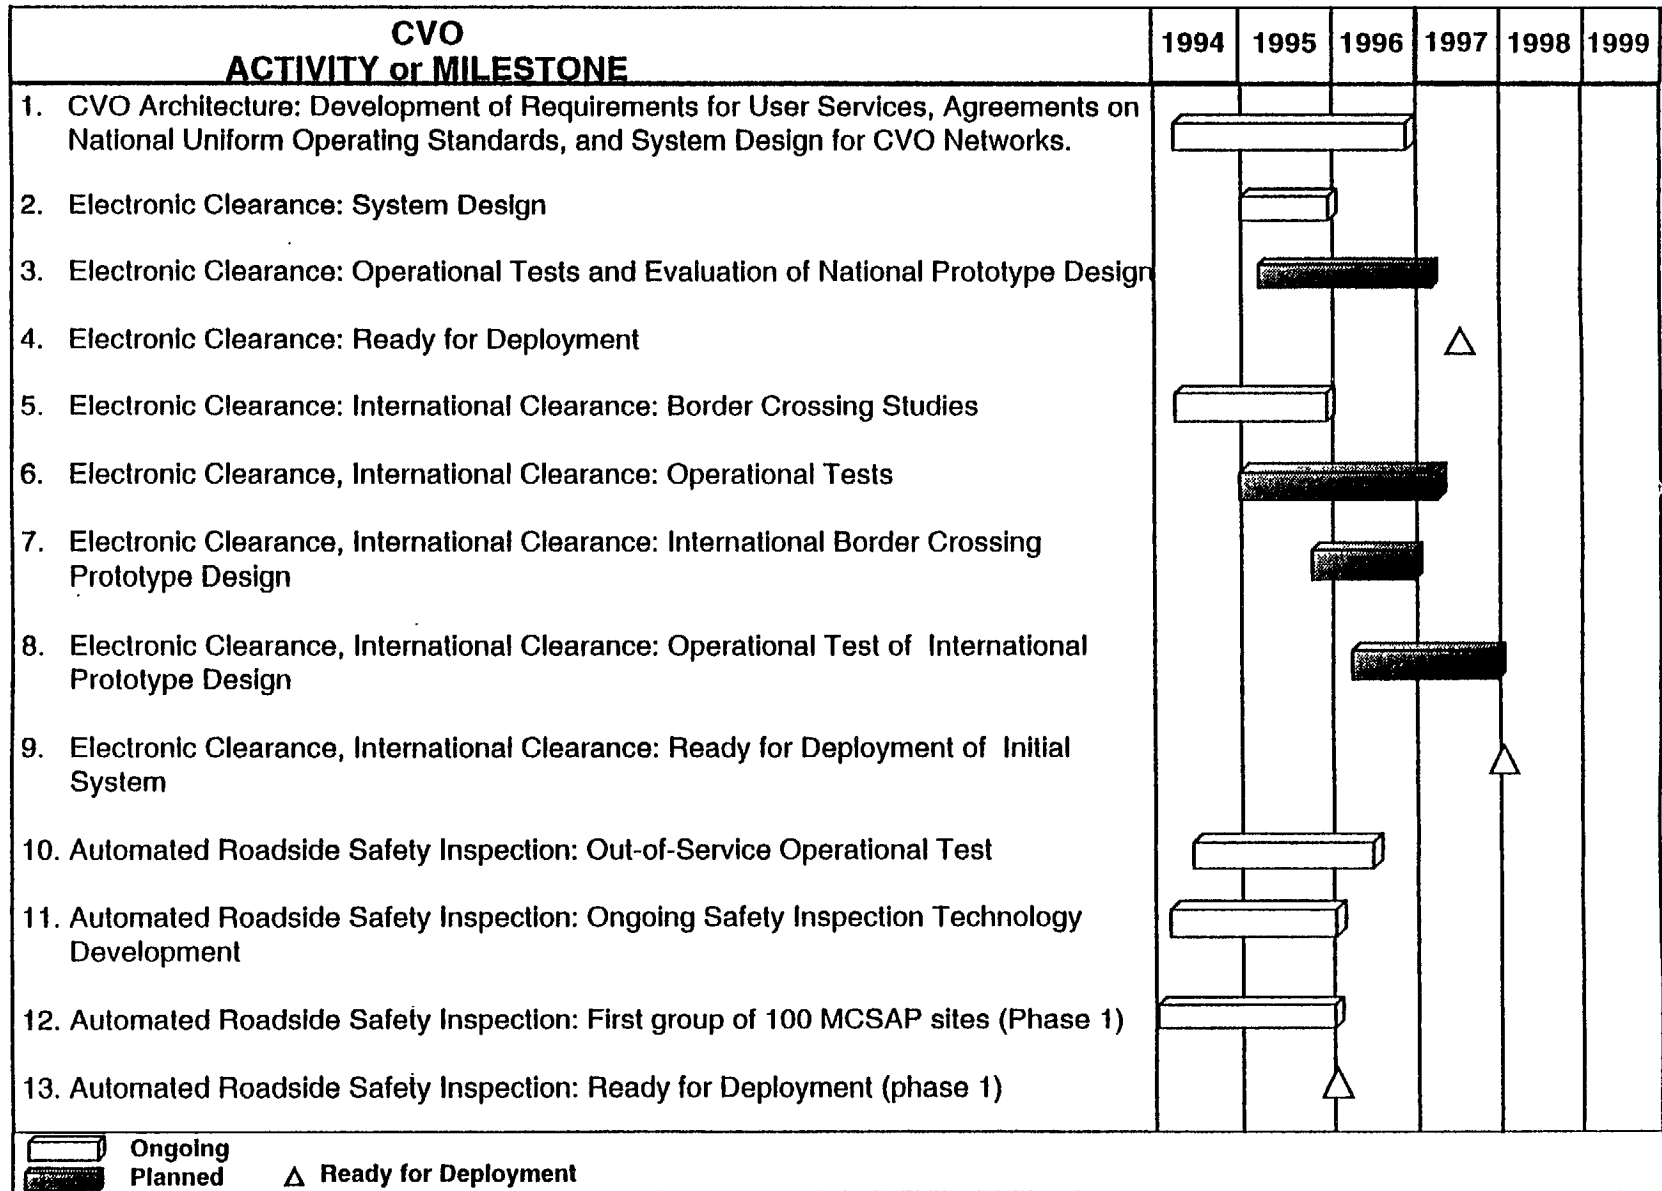 CVO
ACTIVITY or MILESTONE
1994 1995 1996 1997 1998 1999
1. CVO Architecture: Development of Requirements for User Services, Agreements on
National Uniform Operating Standards, and System Design for CVO Networks.
2. Electronic Clearance: System Design
3. Electronic Clearance: Operational Tests and Evaluation of National Prototype Design
4. Electronic Clearance: Ready for Deployment
5. Electronic Clearance: International Clearance: Border Crossing Studies
6. Electronic Clearance, International Clearance: Operational Tests
7. Electronic Clearance, International Clearance: International Border Crossing
Prototype Design
8. Electronic Clearance, International Clearance: Operational Test of International
Prototype Design
9. Electronic Clearance, International Clearance: Ready for Deployment of Initial
System
10. Automated Roadside Safety Inspection: Out-of-Service Operational Test
11. Automated Roadside Safety Inspection: Ongoing Safety Inspection Technology
Development
12. Automated Roadside Safety Inspection: First group of 100 MCSAP sites (Phase 1)
13. Automated Roadside Safety Inspection: Ready for Deployment (phase 1)
Ongoing
Planned
Ready for Deployment